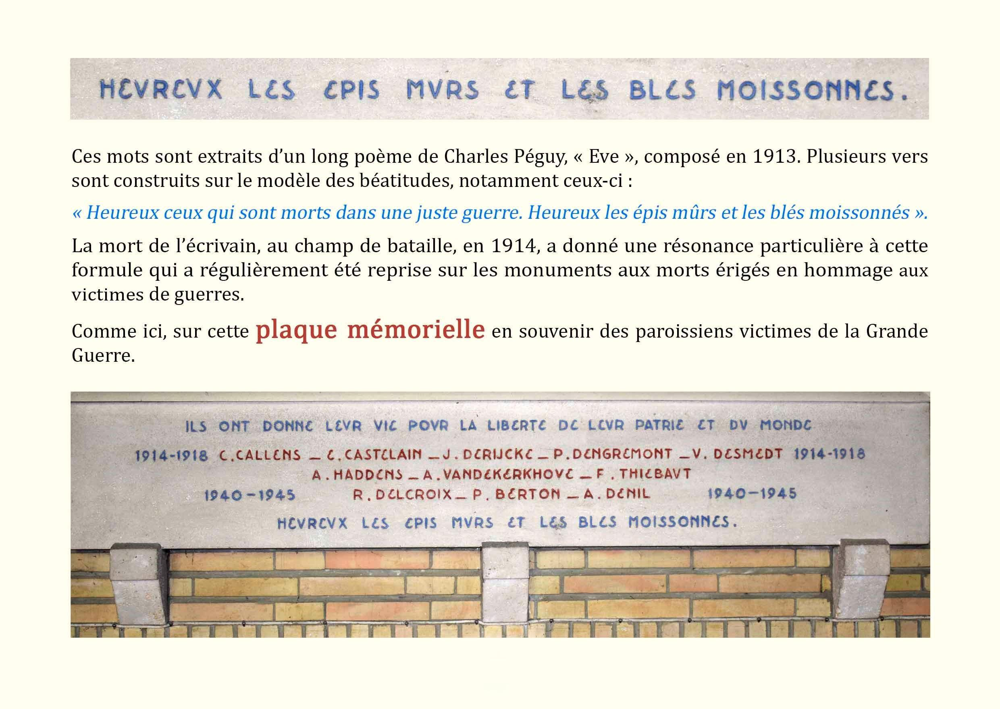 HEVREVX LES EPIS MVRS ET LES BLES MOISSONNES.
Ces mots sont extraits d’un long poème de Charles Péguy, « Eve », composé en 1913. Plusieurs vers
sont construits sur le modèle des béatitudes, notamment ceux-ci :
« Heureux ceux qui sont morts dans une juste guerre. Heureux les épis mûrs et les blés moissonnés ».
La mort de l’écrivain, au champ de bataille, en 1914, a donné une résonance particulière à cette
formule qui a régulièrement été reprise sur les monuments aux morts érigés en hommage aux
victimes de guerres.
Comme ici, sur cette plaque mémorielle en souvenir des paroissiens victimes de la Grande
Guerre.
ILS ONT DONNE LEVR VIE POVR LA LIBERTE DE LEVR PATRIE ET DV MONDE
1914-1918 C.CALLENS _ E.CASTELAIN _ J. DERIJCKE _ P.DENGREMONT _ V. DESMEDT 1914-1918
A. HADDENS _ A.VANDEKERKHOVE _ F. THIEBAVT
1940-1945 R. DELCROIX _ P. BERTON _ A. DENIL 1940-1945
HEVREVX LES EPIS MVRS ET LES BLES MOISSONNES.